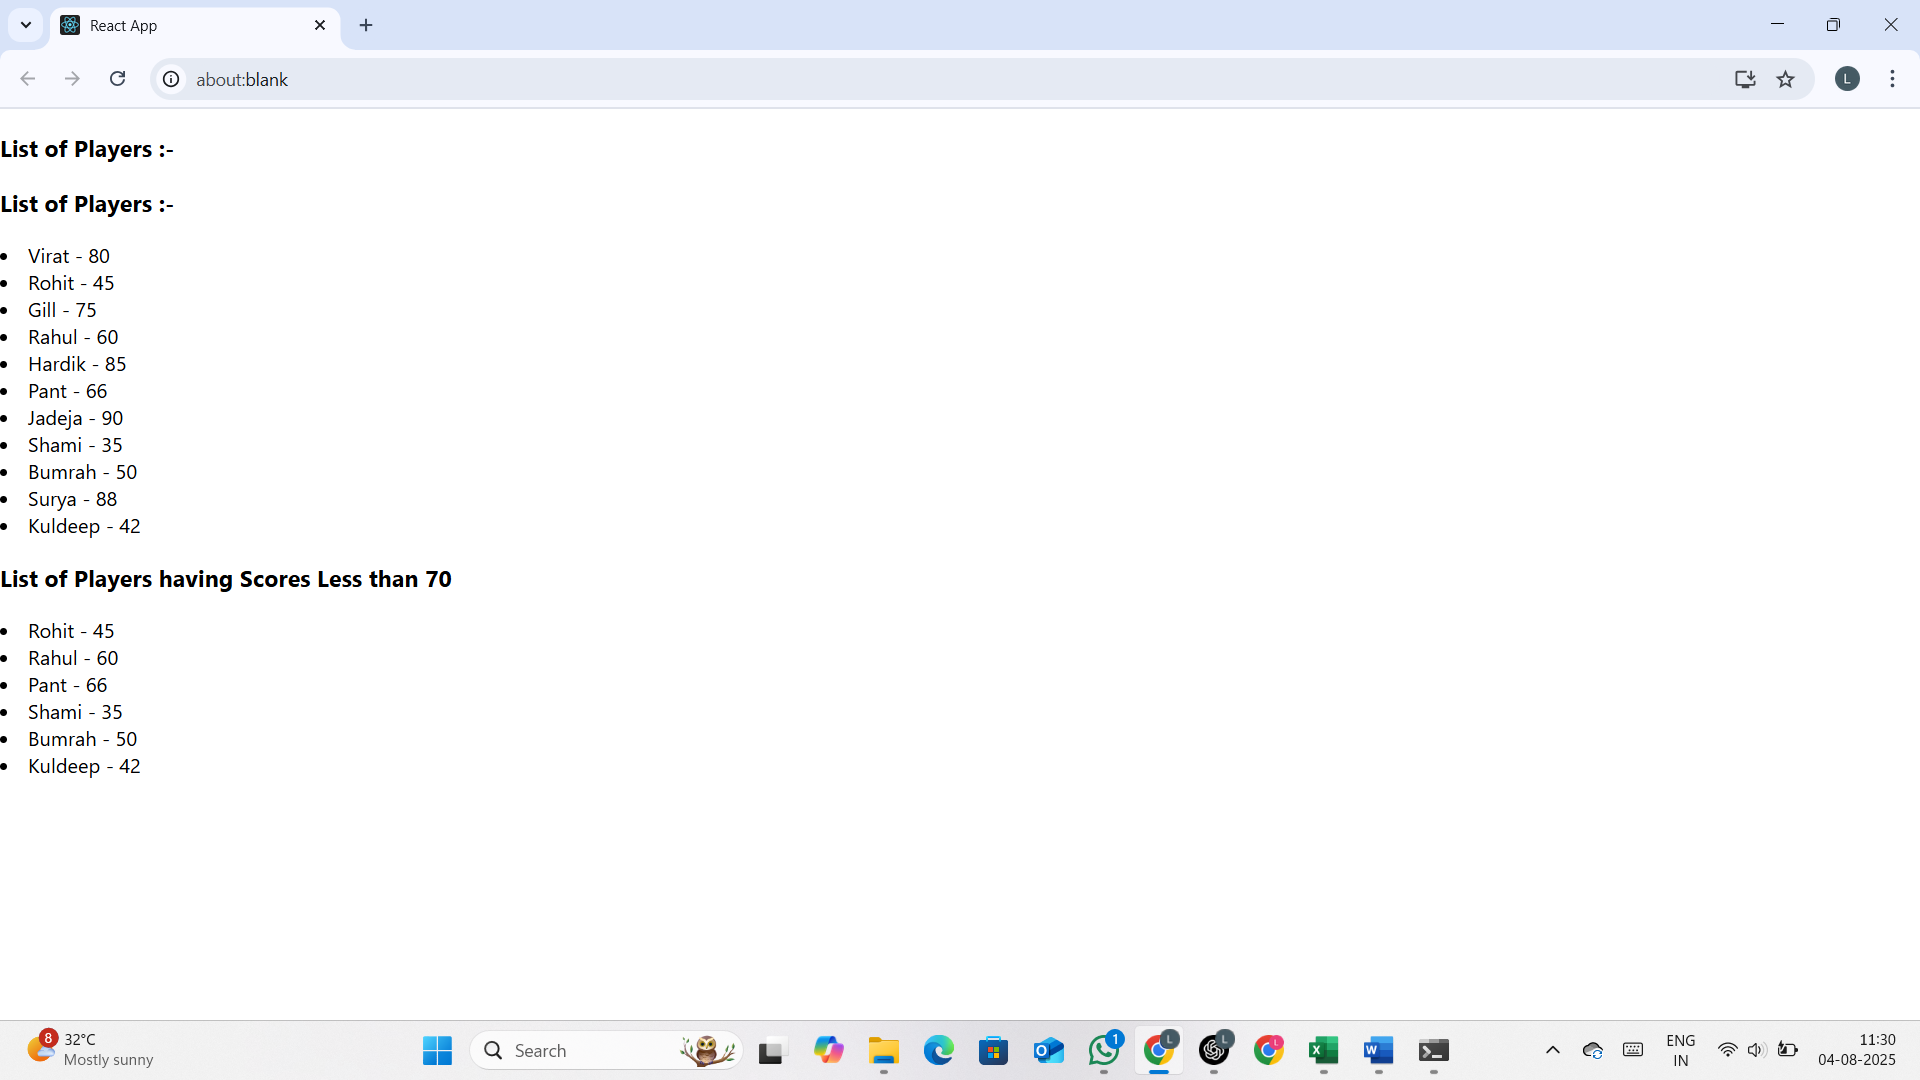 React App
about:blank
L
List of Players :-
List of Players :-
Virat - 80
Rohit - 45
Gill - 75
Rahul - 60
Hardik - 85
Pant - 66
Jadeja - 90
Shami - 35
Bumrah - 50
Surya - 88
Kuldeep - 42
List of Players having Scores Less than 70
Rohit - 45
Rahul - 60
Pant - 66
Shami - 35
Bumrah - 50
Kuldeep - 42
8
32°C
Mostly sunny
Search
1
L
L
L
ENG
IN
11:30
04-08-2025